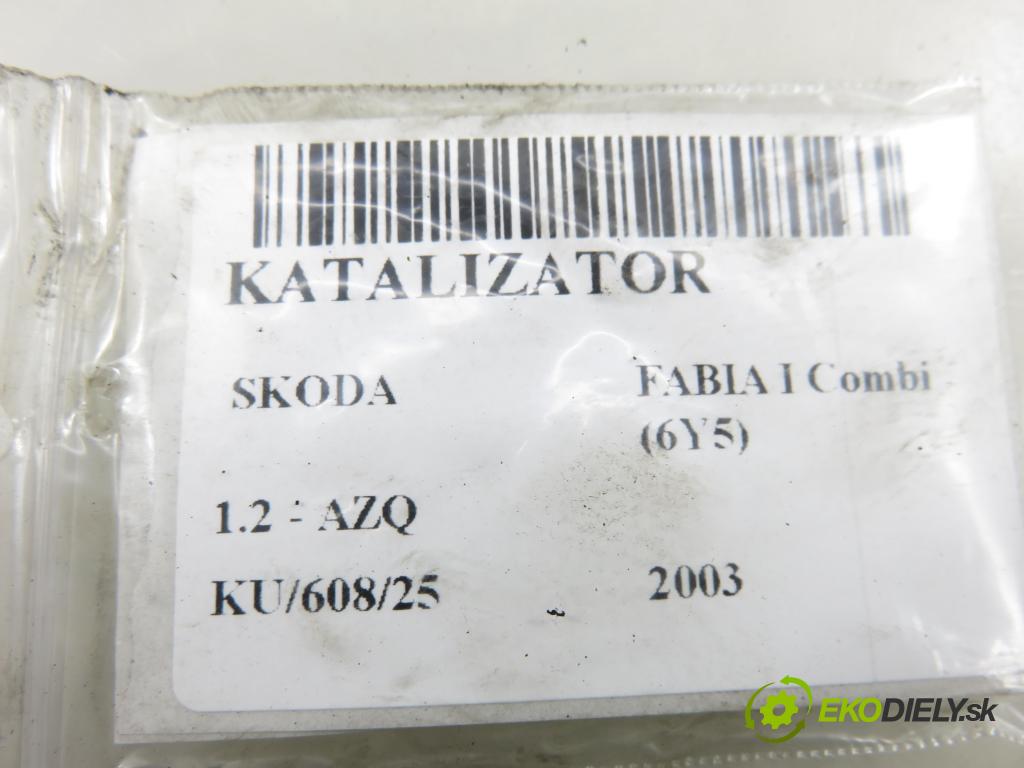 KATALIZATOR
SKODA FABIA I Combi
(6Y5)
1.2 - AZQ
KU/608/25 2003
EKODIELY.sk